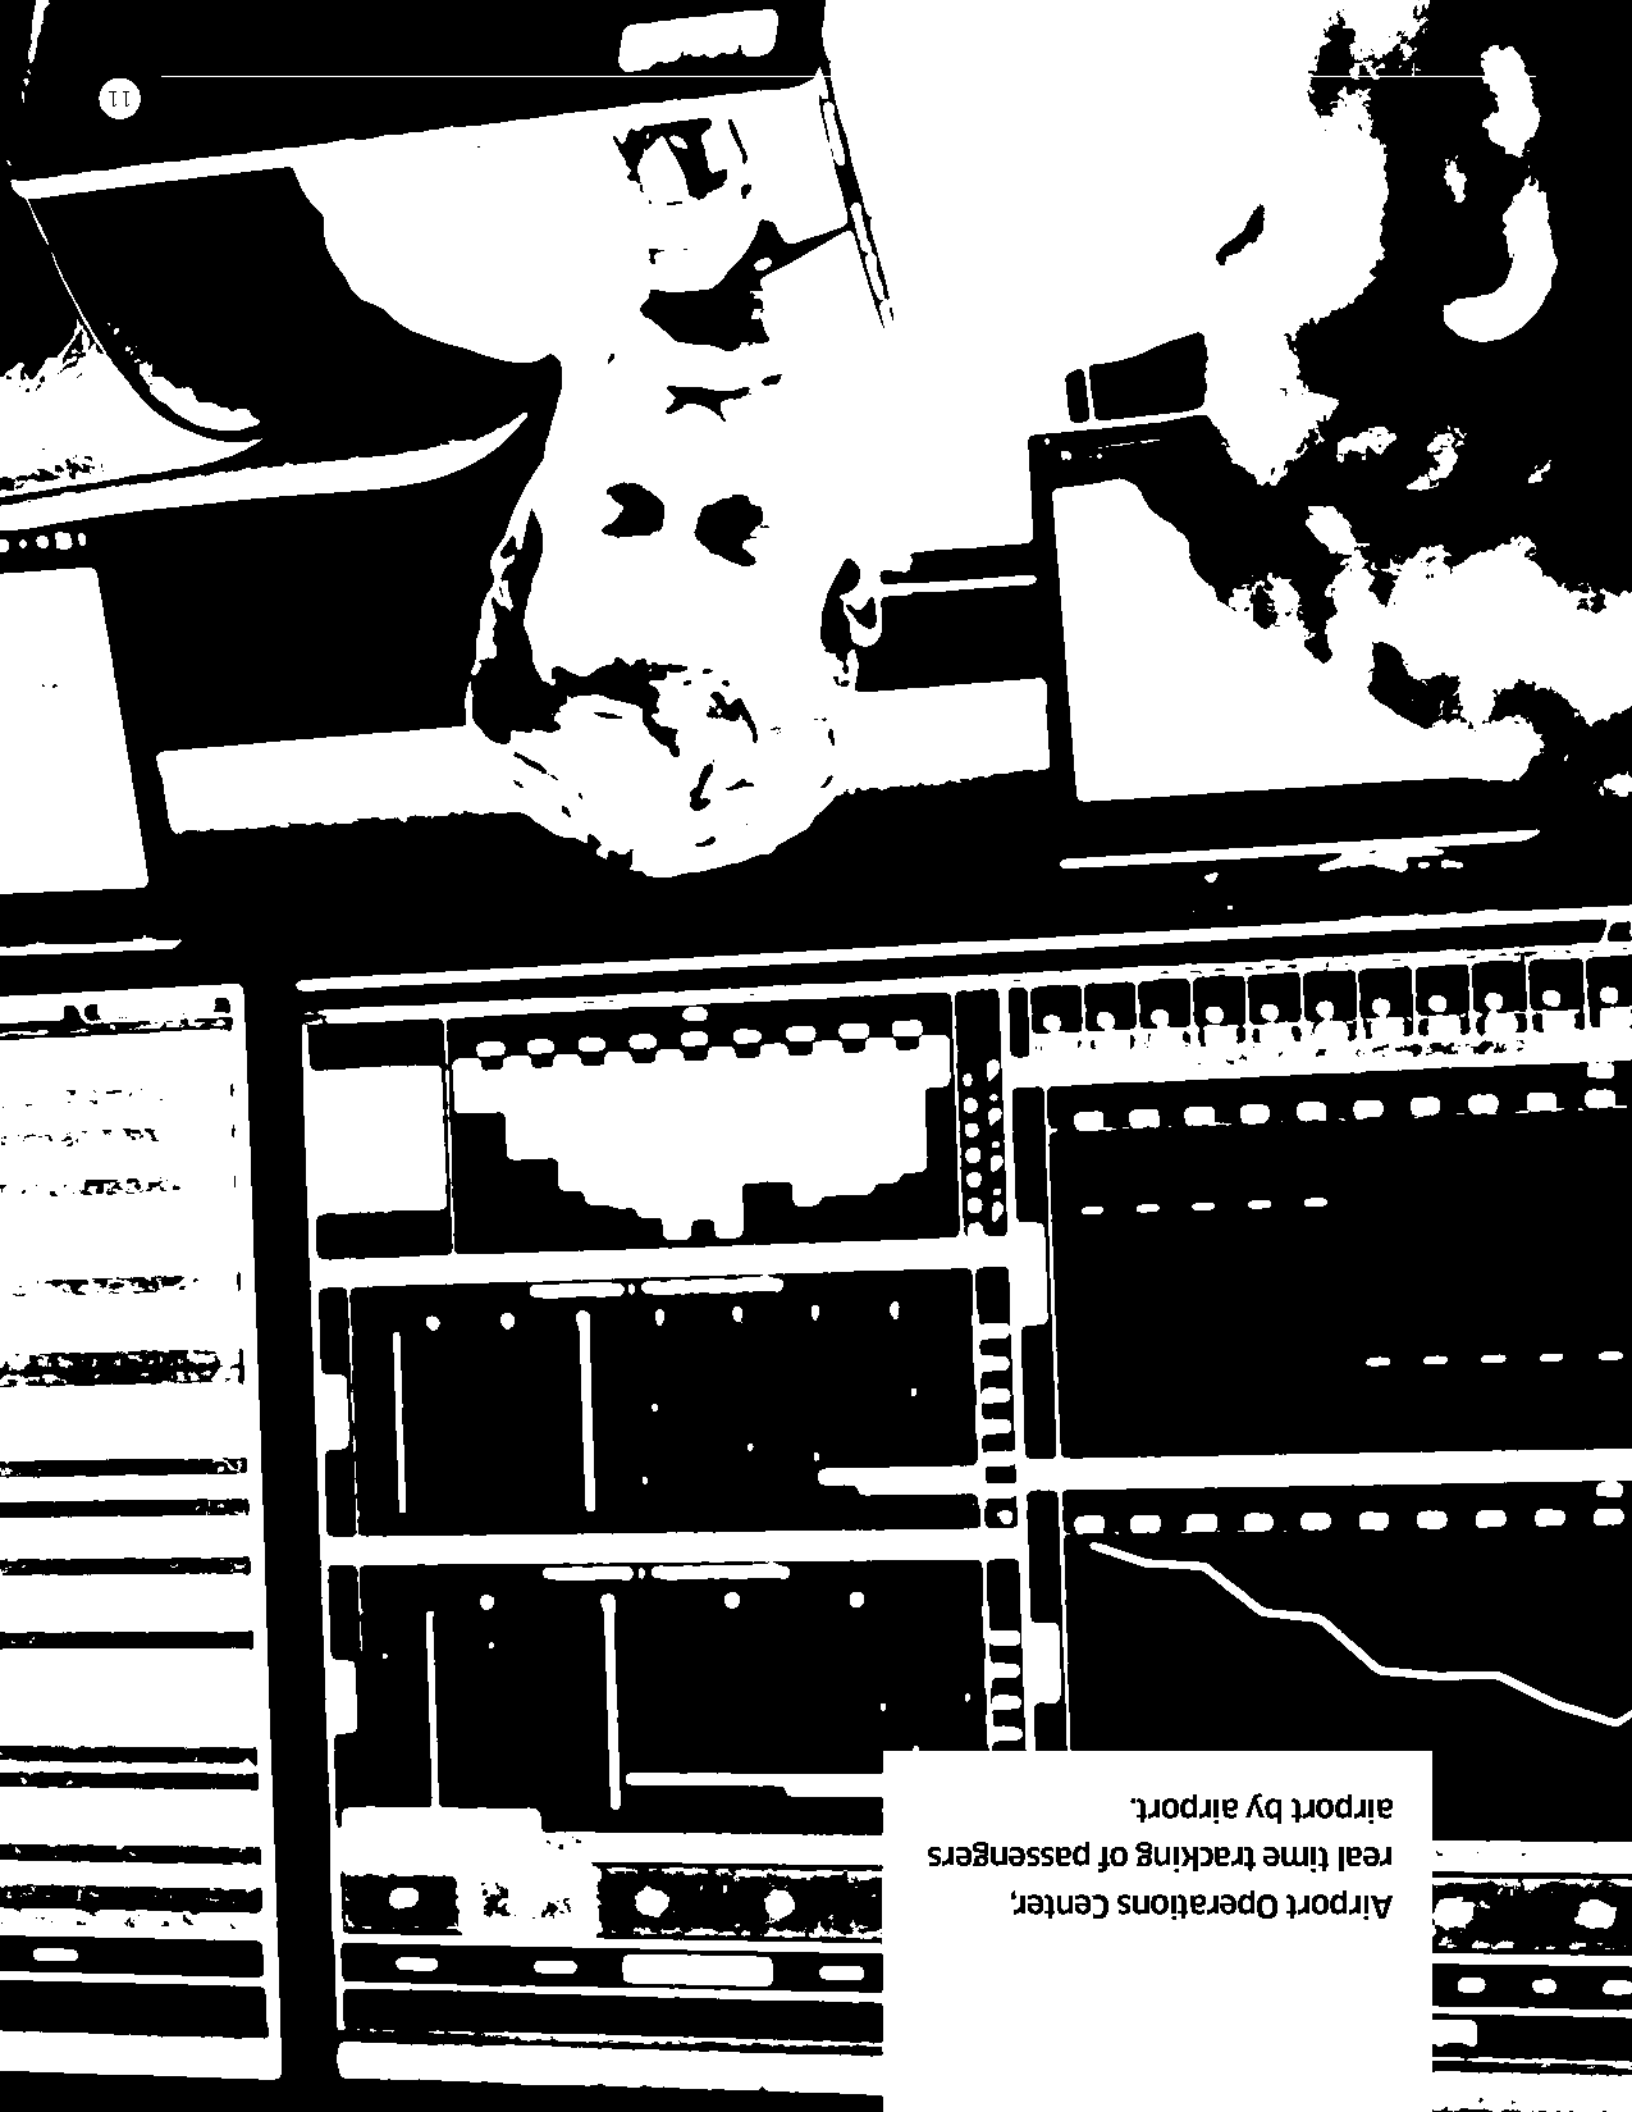 Airport Operations Center,
real time tracking of passengers
airport by airport.
11